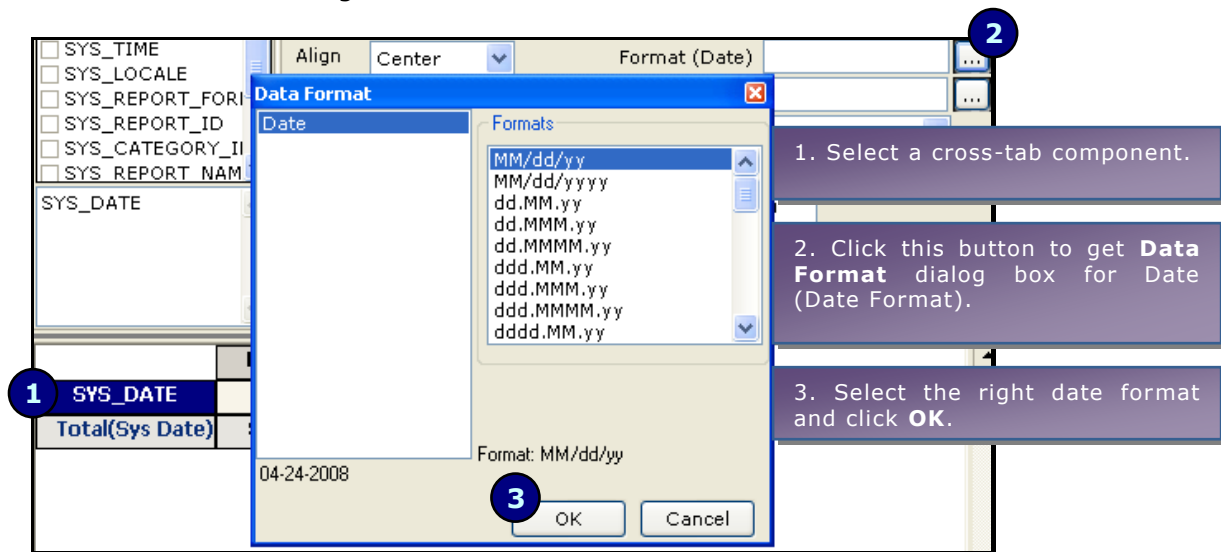 2
SYS_TIME
SYS_LOCALE
SYS_REPORT_FOR
SYS_REPORT_ID
SYS_CATEGORY_I
SYS_REPORT_NAM
SYS_DATE
Align Center Format (Date) ...
...
Data Format
Date
Formats
MM/dd/yy
MM/dd/yyyy
dd.MM.yy
dd.MMM.yy
dd.MMMM.yy
ddd.MM.yy
ddd.MMM.yy
ddd.MMMM.yy
dddd.MM.yy
Format: MM/dd/yy
04-24-2008
3
OK Cancel
1
SYS_DATE
Total(Sys Date)
1. Select a cross-tab component.
2. Click this button to get Data
Format dialog box for Date
(Date Format).
3. Select the right date format
and click OK.